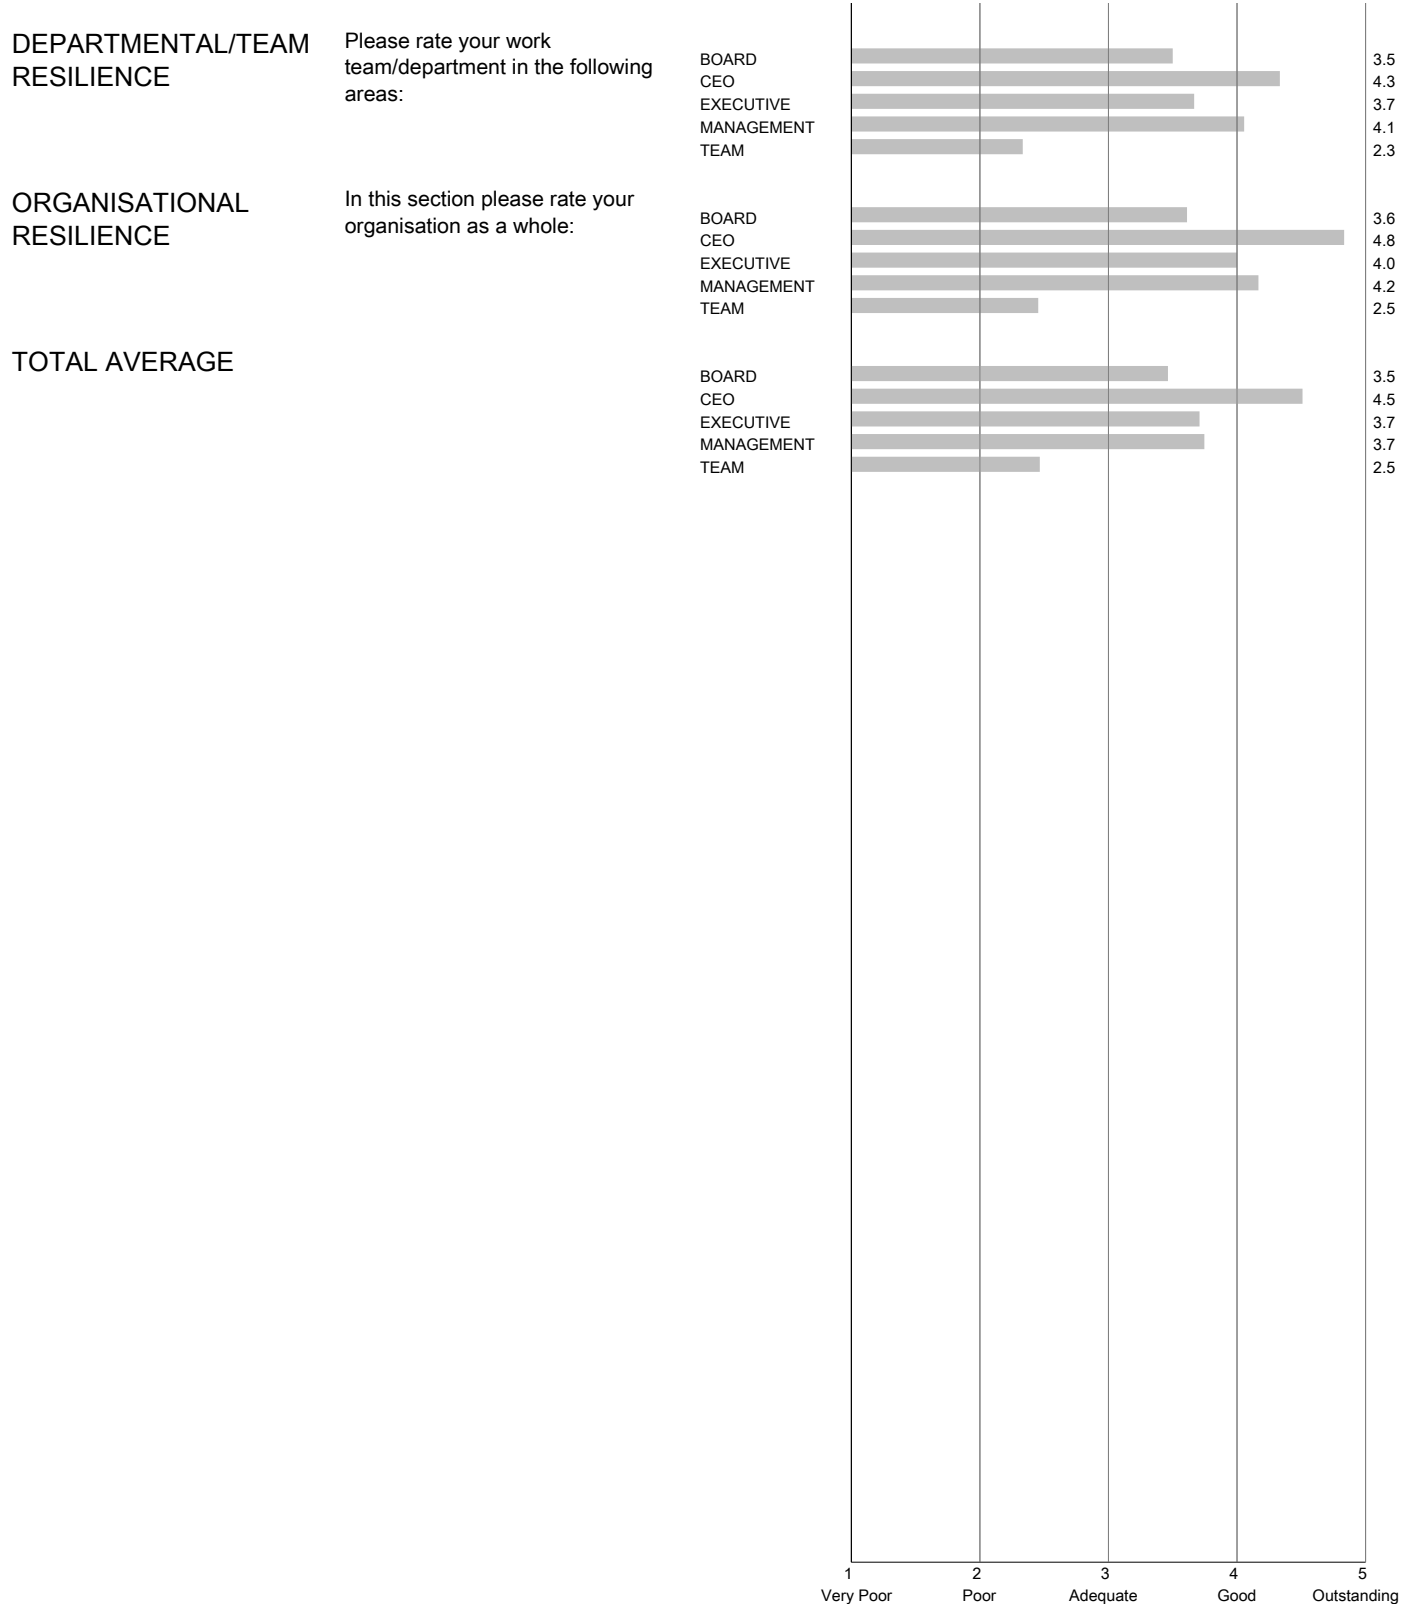 DEPARTMENTAL/TEAM
RESILIENCE
Please rate your work
team/department in the following
areas:
BOARD 3.5
CEO 4.3
EXECUTIVE 3.7
MANAGEMENT 4.1
TEAM 2.3
ORGANISATIONAL
RESILIENCE
In this section please rate your
organisation as a whole:
BOARD 3.6
CEO 4.8
EXECUTIVE 4.0
MANAGEMENT 4.2
TEAM 2.5
TOTAL AVERAGE
BOARD 3.5
CEO 4.5
EXECUTIVE 3.7
MANAGEMENT 3.7
TEAM 2.5
1 2 3 4 5
Very Poor Poor Adequate Good Outstanding